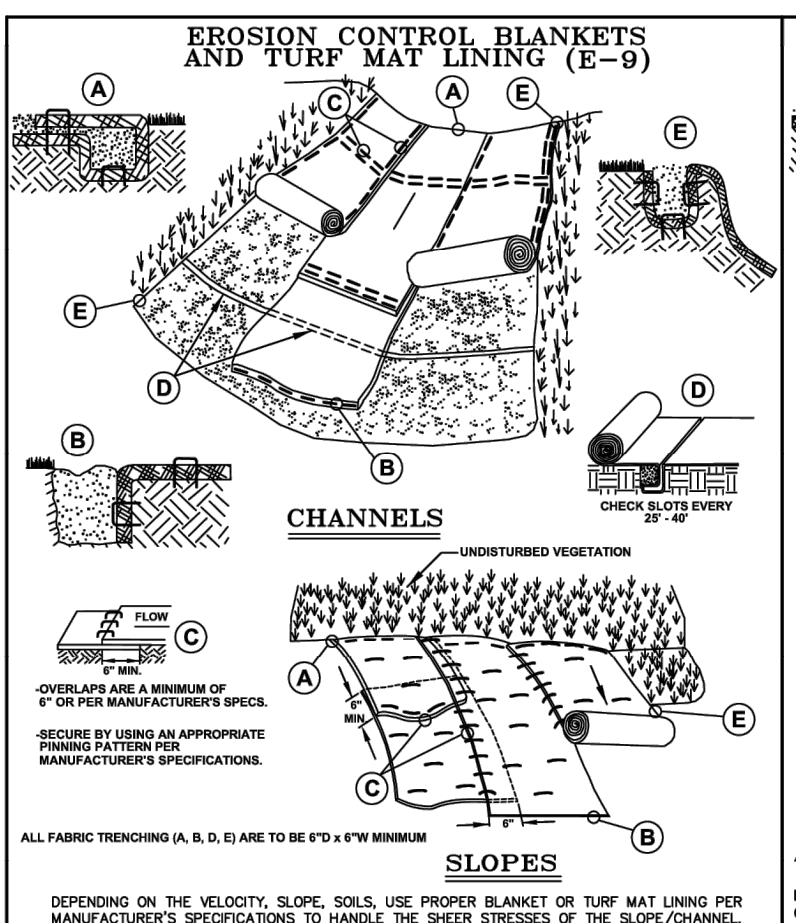 EROSION CONTROL BLANKETS
AND TURF MAT LINING (E-9)
A
C
A
E
E
E
D
B
B
D
CHECK SLOTS EVERY
25' - 40'
CHANNELS
UNDISTURBED VEGETATION
FLOW
C
6" MIN.
-OVERLAPS ARE A MINIMUM OF
6" OR PER MANUFACTURER'S SPECS.
-SECURE BY USING AN APPROPRIATE
PINNING PATTERN PER
MANUFACTURER'S SPECIFICATIONS.
A
6"
MIN
C
E
6"
B
ALL FABRIC TRENCHING (A, B, D, E) ARE TO BE 6"D x 6"W MINIMUM
SLOPES
DEPENDING ON THE VELOCITY, SLOPE, SOILS, USE PROPER BLANKET OR TURF MAT LINING PER
MANUFACTURER'S SPECIFICATIONS TO HANDLE THE SHEER STRESSES OF THE SLOPE/CHANNEL.